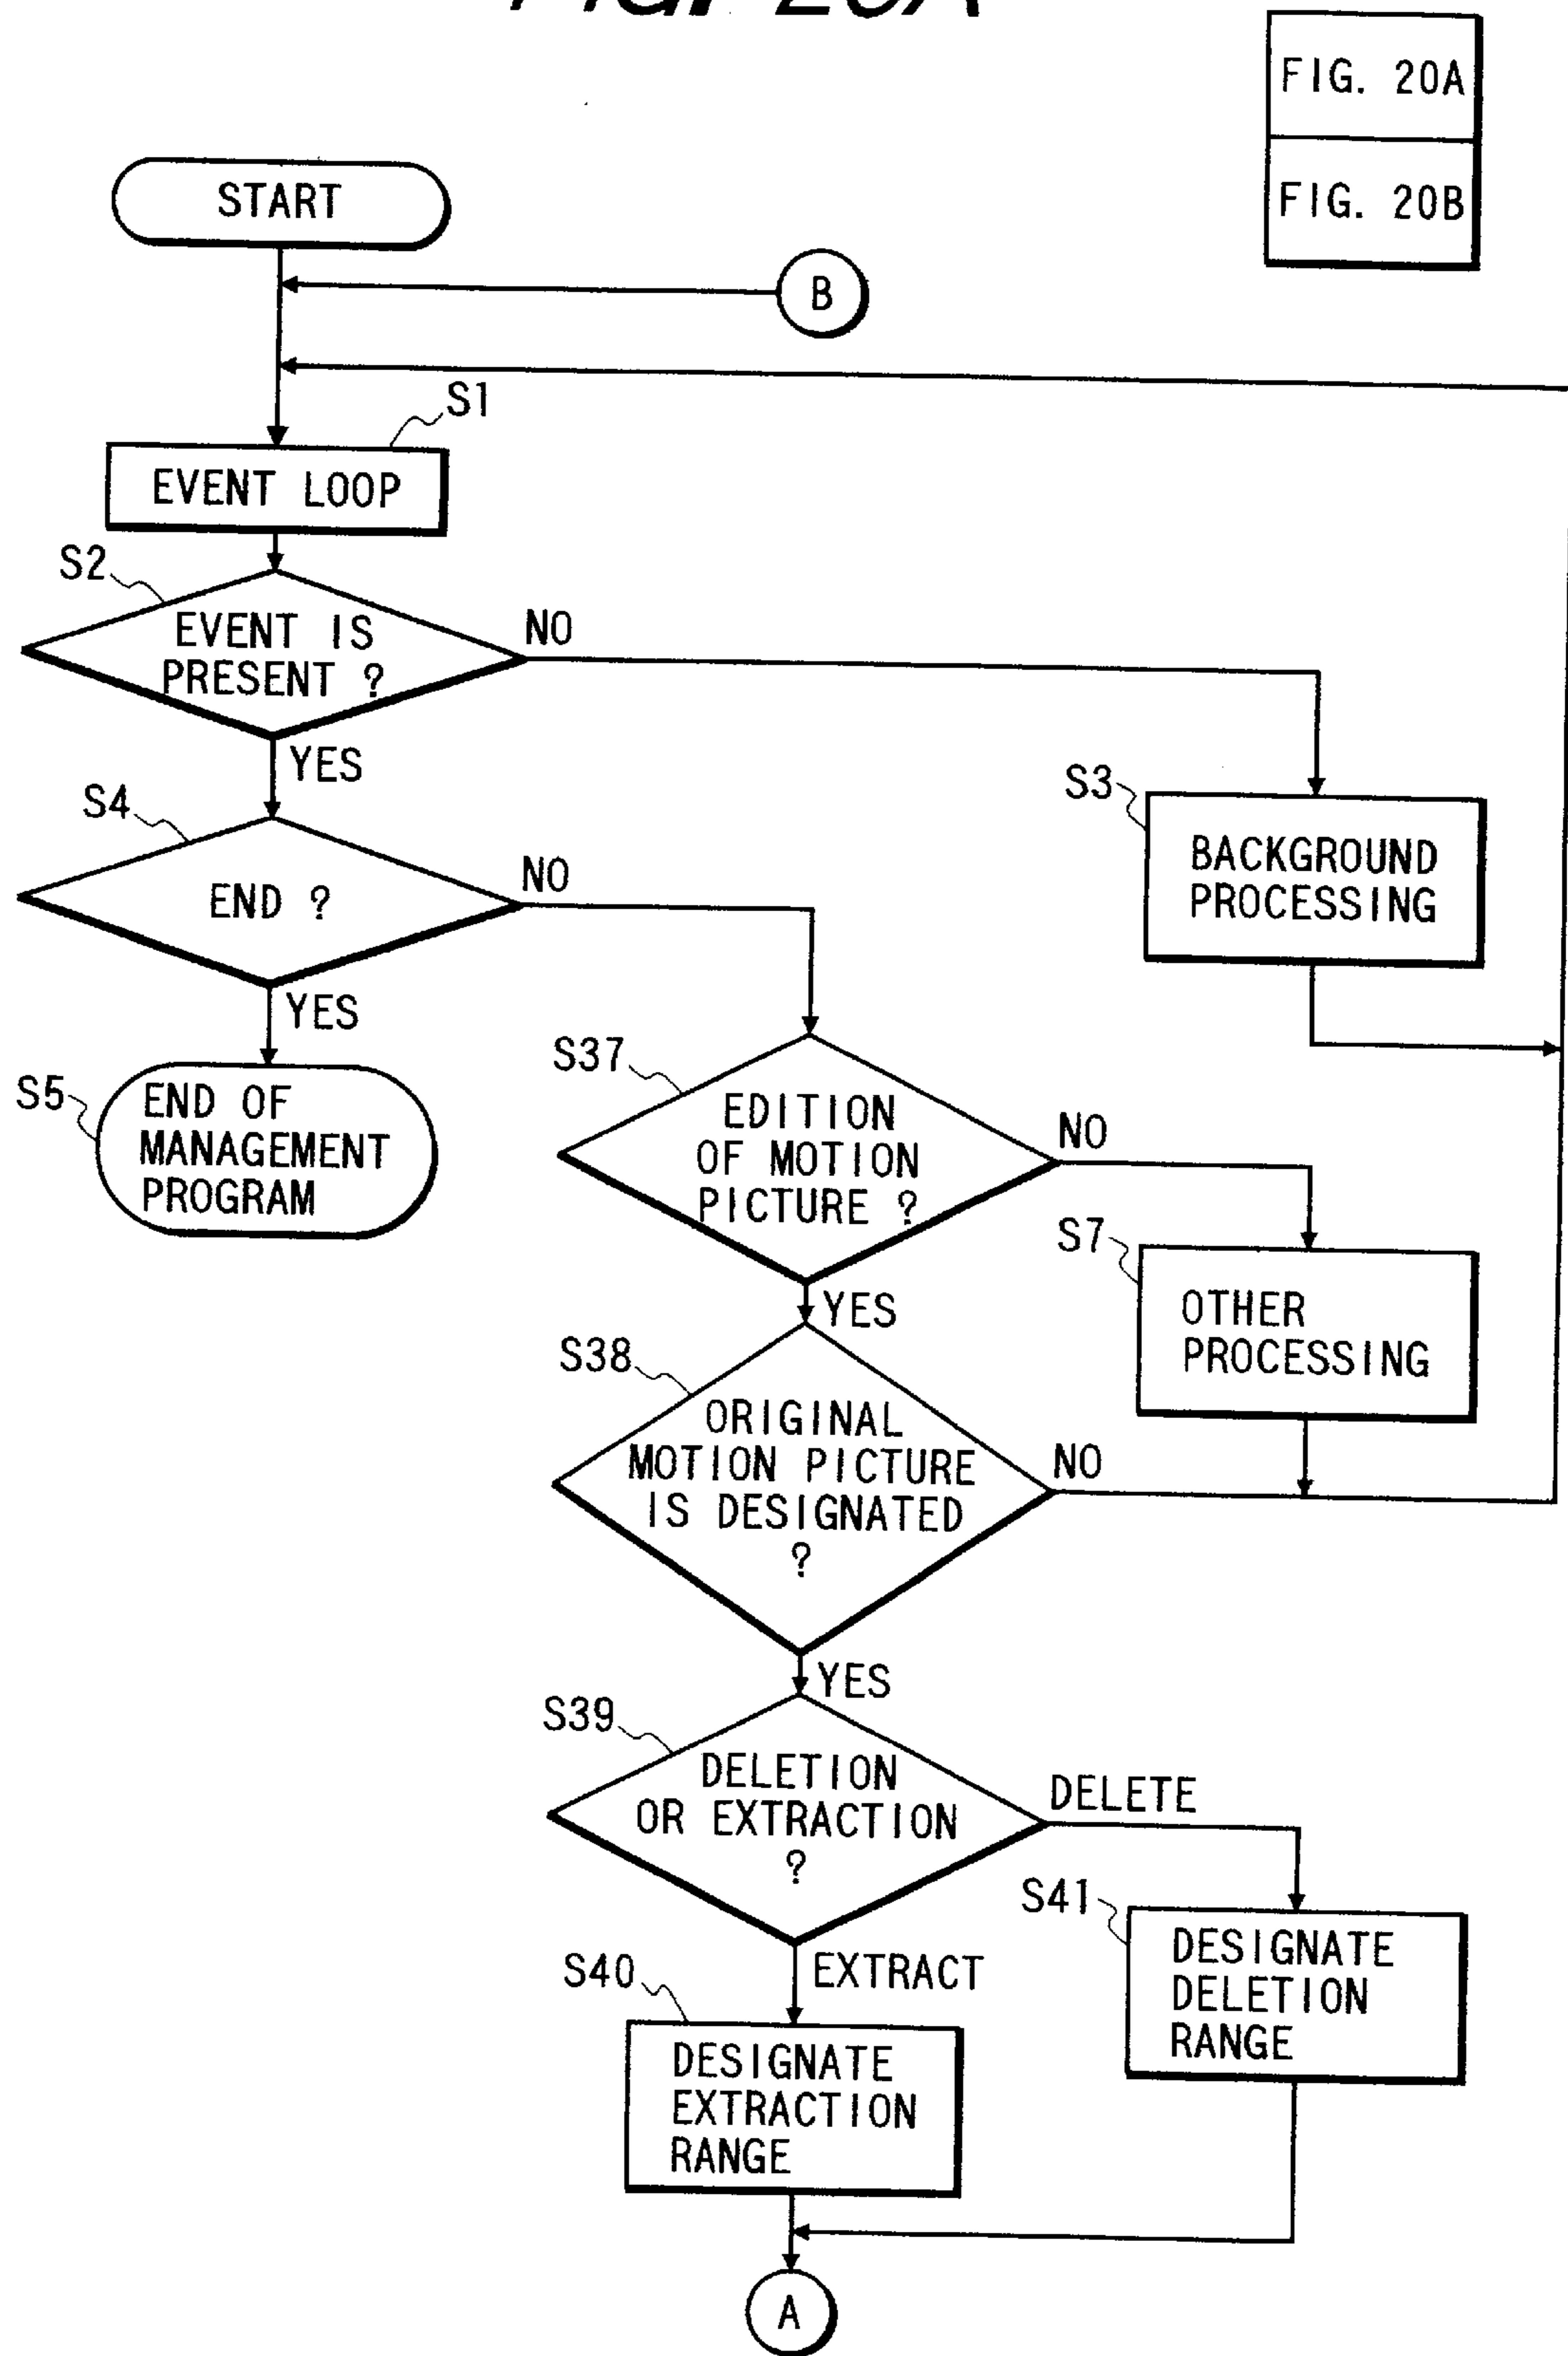 FIG. 20A
FIG. 20A
FIG. 20B
START
B
S1
EVENT LOOP
S2
EVENT IS
PRESENT ?
NO
YES
S3
BACKGROUND
PROCESSING
S4
END ?
NO
YES
S5
END OF
MANAGEMENT
PROGRAM
S37
EDITION
OF MOTION
PICTURE ?
NO
YES
S7
OTHER
PROCESSING
S38
ORIGINAL
MOTION PICTURE
IS DESIGNATED
?
NO
YES
S39
DELETION
OR EXTRACTION
?
DELETE
EXTRACT
S41
DESIGNATE
DELETION
RANGE
S40
DESIGNATE
EXTRACTION
RANGE
A